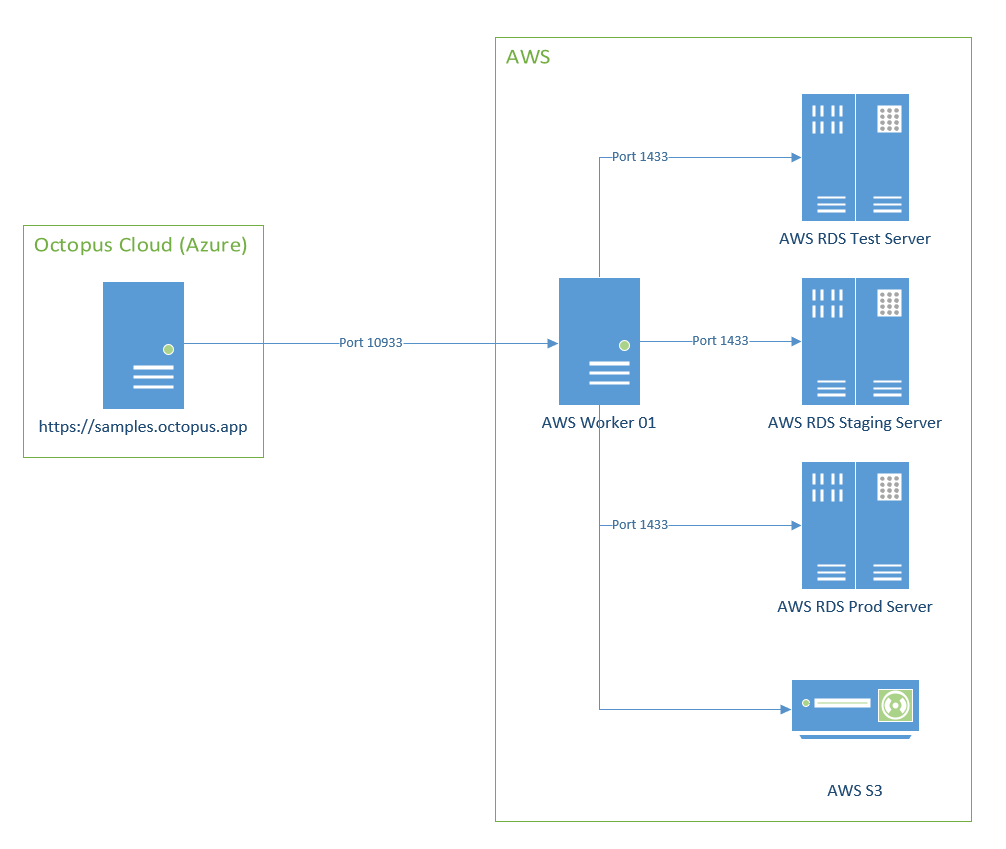 AWS
Port 1433
AWS RDS Test Server
Octopus Cloud (Azure)
https://samples.octopus.app
Port 10933
AWS Worker 01
Port 1433
AWS RDS Staging Server
Port 1433
AWS RDS Prod Server
AWS S3